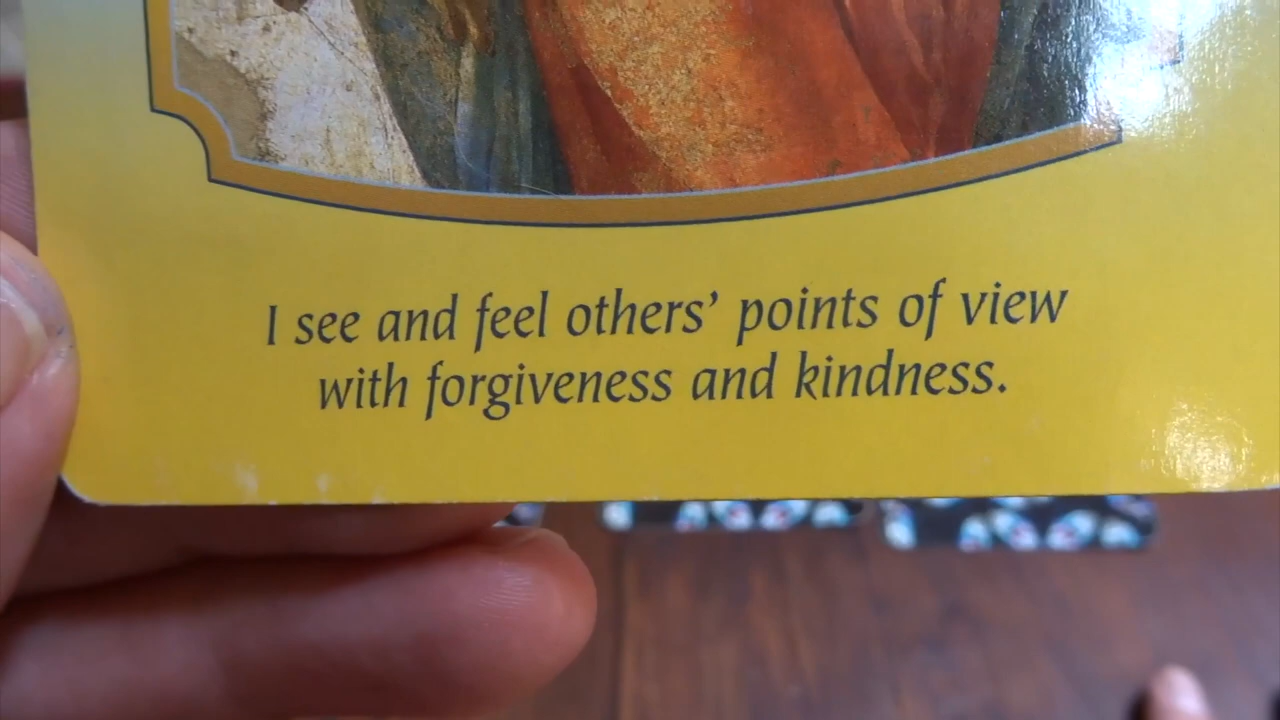 I see and feel others’ points of view
with forgiveness and kindness.